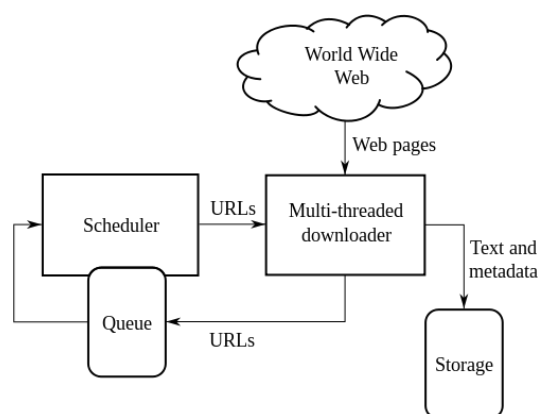 World Wide
Web
Web pages
Scheduler
URLs
Multi-threaded
downloader
Text and
metadata
Queue
URLs
Storage